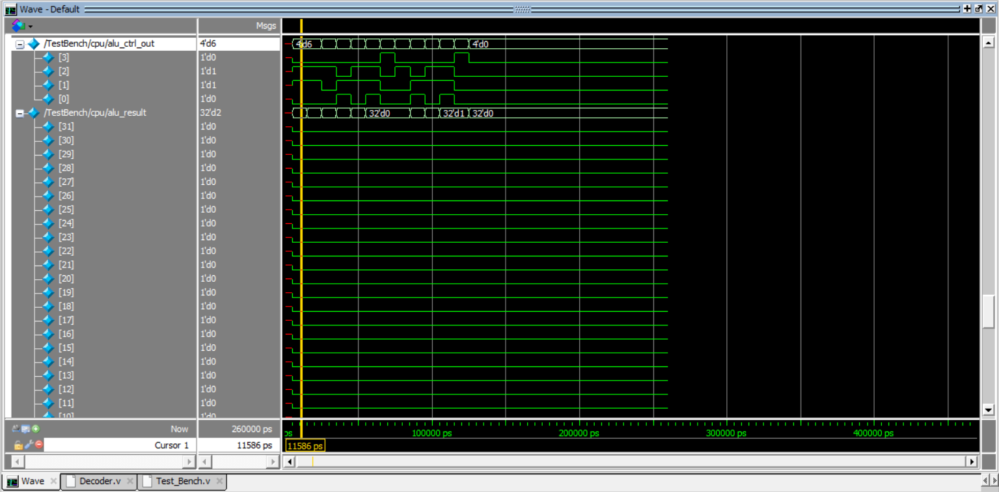 Wave - Default
Msgs
/TestBench/cpu/alu_ctrl_out 4'd6 4'd6 4'd0
[3] 1'd0
[2] 1'd1
[1] 1'd1
[0] 1'd0
/TestBench/cpu/alu_result 32'd2 32'd0 32'd1 32'd0
[31] 1'd0
[30] 1'd0
[29] 1'd0
[28] 1'd0
[27] 1'd0
[26] 1'd0
[25] 1'd0
[24] 1'd0
[23] 1'd0
[22] 1'd0
[21] 1'd0
[20] 1'd0
[19] 1'd0
[18] 1'd0
[17] 1'd0
[16] 1'd0
[15] 1'd0
[14] 1'd0
[13] 1'd0
[12] 1'd0
[11] 1'd0
[10] 1'd0
Now 260000 ps ps 100000 ps 200000 ps 300000 ps 400000 ps
Cursor 1 11586 ps 11586 ps
Wave Decoder.v Test_Bench.v